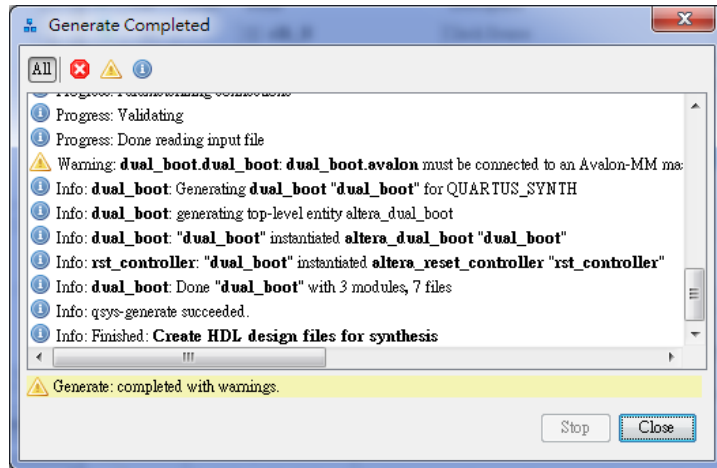 Generate Completed
All
Progress: Parameterizing connections
Progress: Validating
Progress: Done reading input file
Warning: dual_boot.dual_boot: dual_boot.avalon must be connected to an Avalon-MM ma
Info: dual_boot: Generating dual_boot "dual_boot" for QUARTUS_SYNTH
Info: dual_boot: generating top-level entity altera_dual_boot
Info: dual_boot: "dual_boot" instantiated altera_dual_boot "dual_boot"
Info: rst_controller: "dual_boot" instantiated altera_reset_controller "rst_controller"
Info: dual_boot: Done "dual_boot" with 3 modules, 7 files
Info: qsys-generate succeeded.
Info: Finished: Create HDL design files for synthesis
Generate: completed with warnings.
Stop
Close